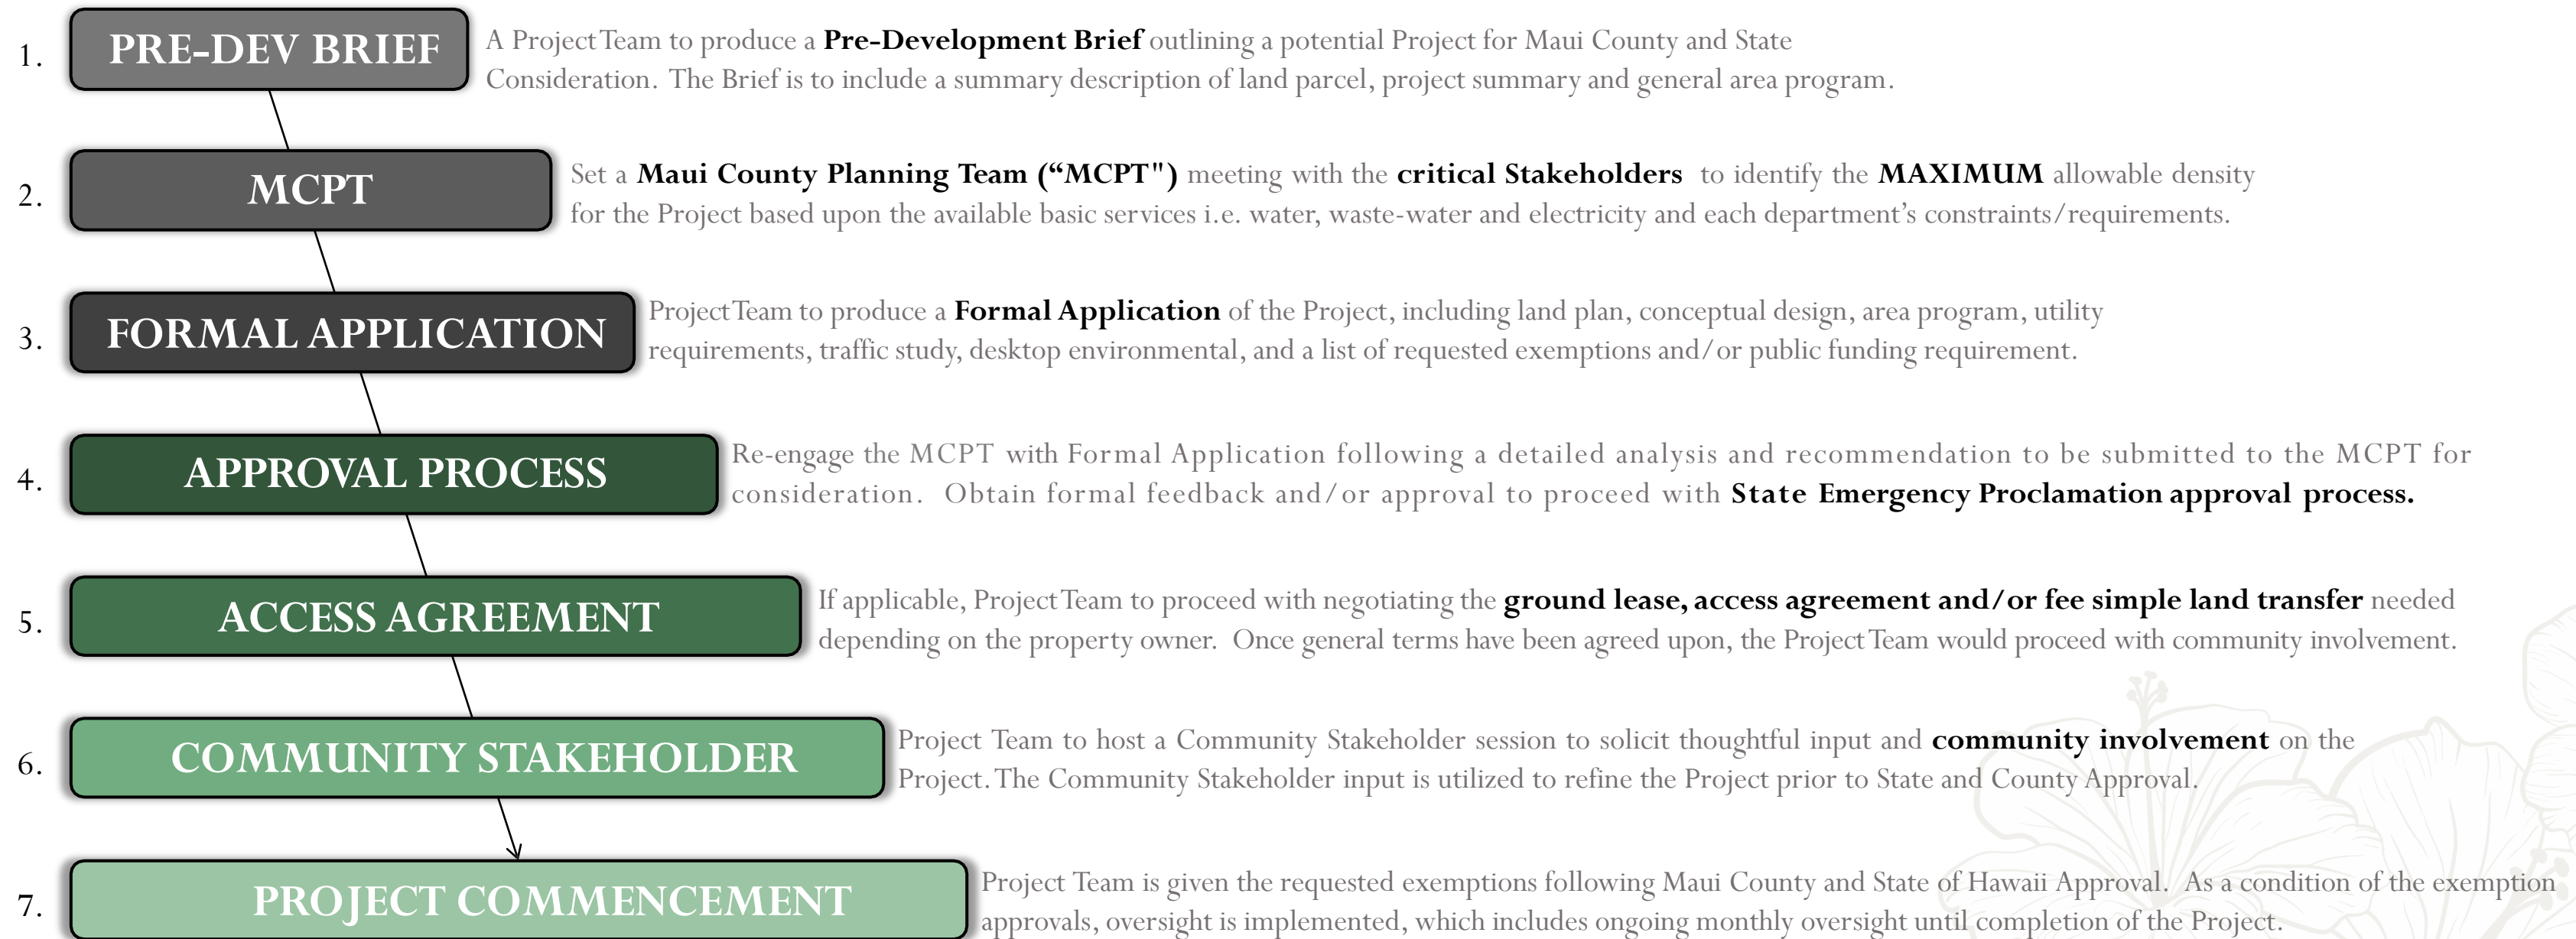 1. PRE-DEV BRIEF
A Project Team to produce a Pre-Development Brief outlining a potential Project for Maui County and State
Consideration. The Brief is to include a summary description of land parcel, project summary and general area program.
2. MCPT
Set a Maui County Planning Team (“MCPT") meeting with the critical Stakeholders to identify the MAXIMUM allowable density
for the Project based upon the available basic services i.e. water, waste-water and electricity and each department’s constraints/requirements.
3. FORMAL APPLICATION
Project Team to produce a Formal Application of the Project, including land plan, conceptual design, area program, utility
requirements, traffic study, desktop environmental, and a list of requested exemptions and/or public funding requirement.
4. APPROVAL PROCESS
Re-engage the MCPT with Formal Application following a detailed analysis and recommendation to be submitted to the MCPT for
consideration. Obtain formal feedback and/or approval to proceed with State Emergency Proclamation approval process.
5. ACCESS AGREEMENT
If applicable, Project Team to proceed with negotiating the ground lease, access agreement and/or fee simple land transfer needed
depending on the property owner. Once general terms have been agreed upon, the Project Team would proceed with community involvement.
6. COMMUNITY STAKEHOLDER
Project Team to host a Community Stakeholder session to solicit thoughtful input and community involvement on the
Project. The Community Stakeholder input is utilized to refine the Project prior to State and County Approval.
7. PROJECT COMMENCEMENT
Project Team is given the requested exemptions following Maui County and State of Hawaii Approval. As a condition of the exemption
approvals, oversight is implemented, which includes ongoing monthly oversight until completion of the Project.